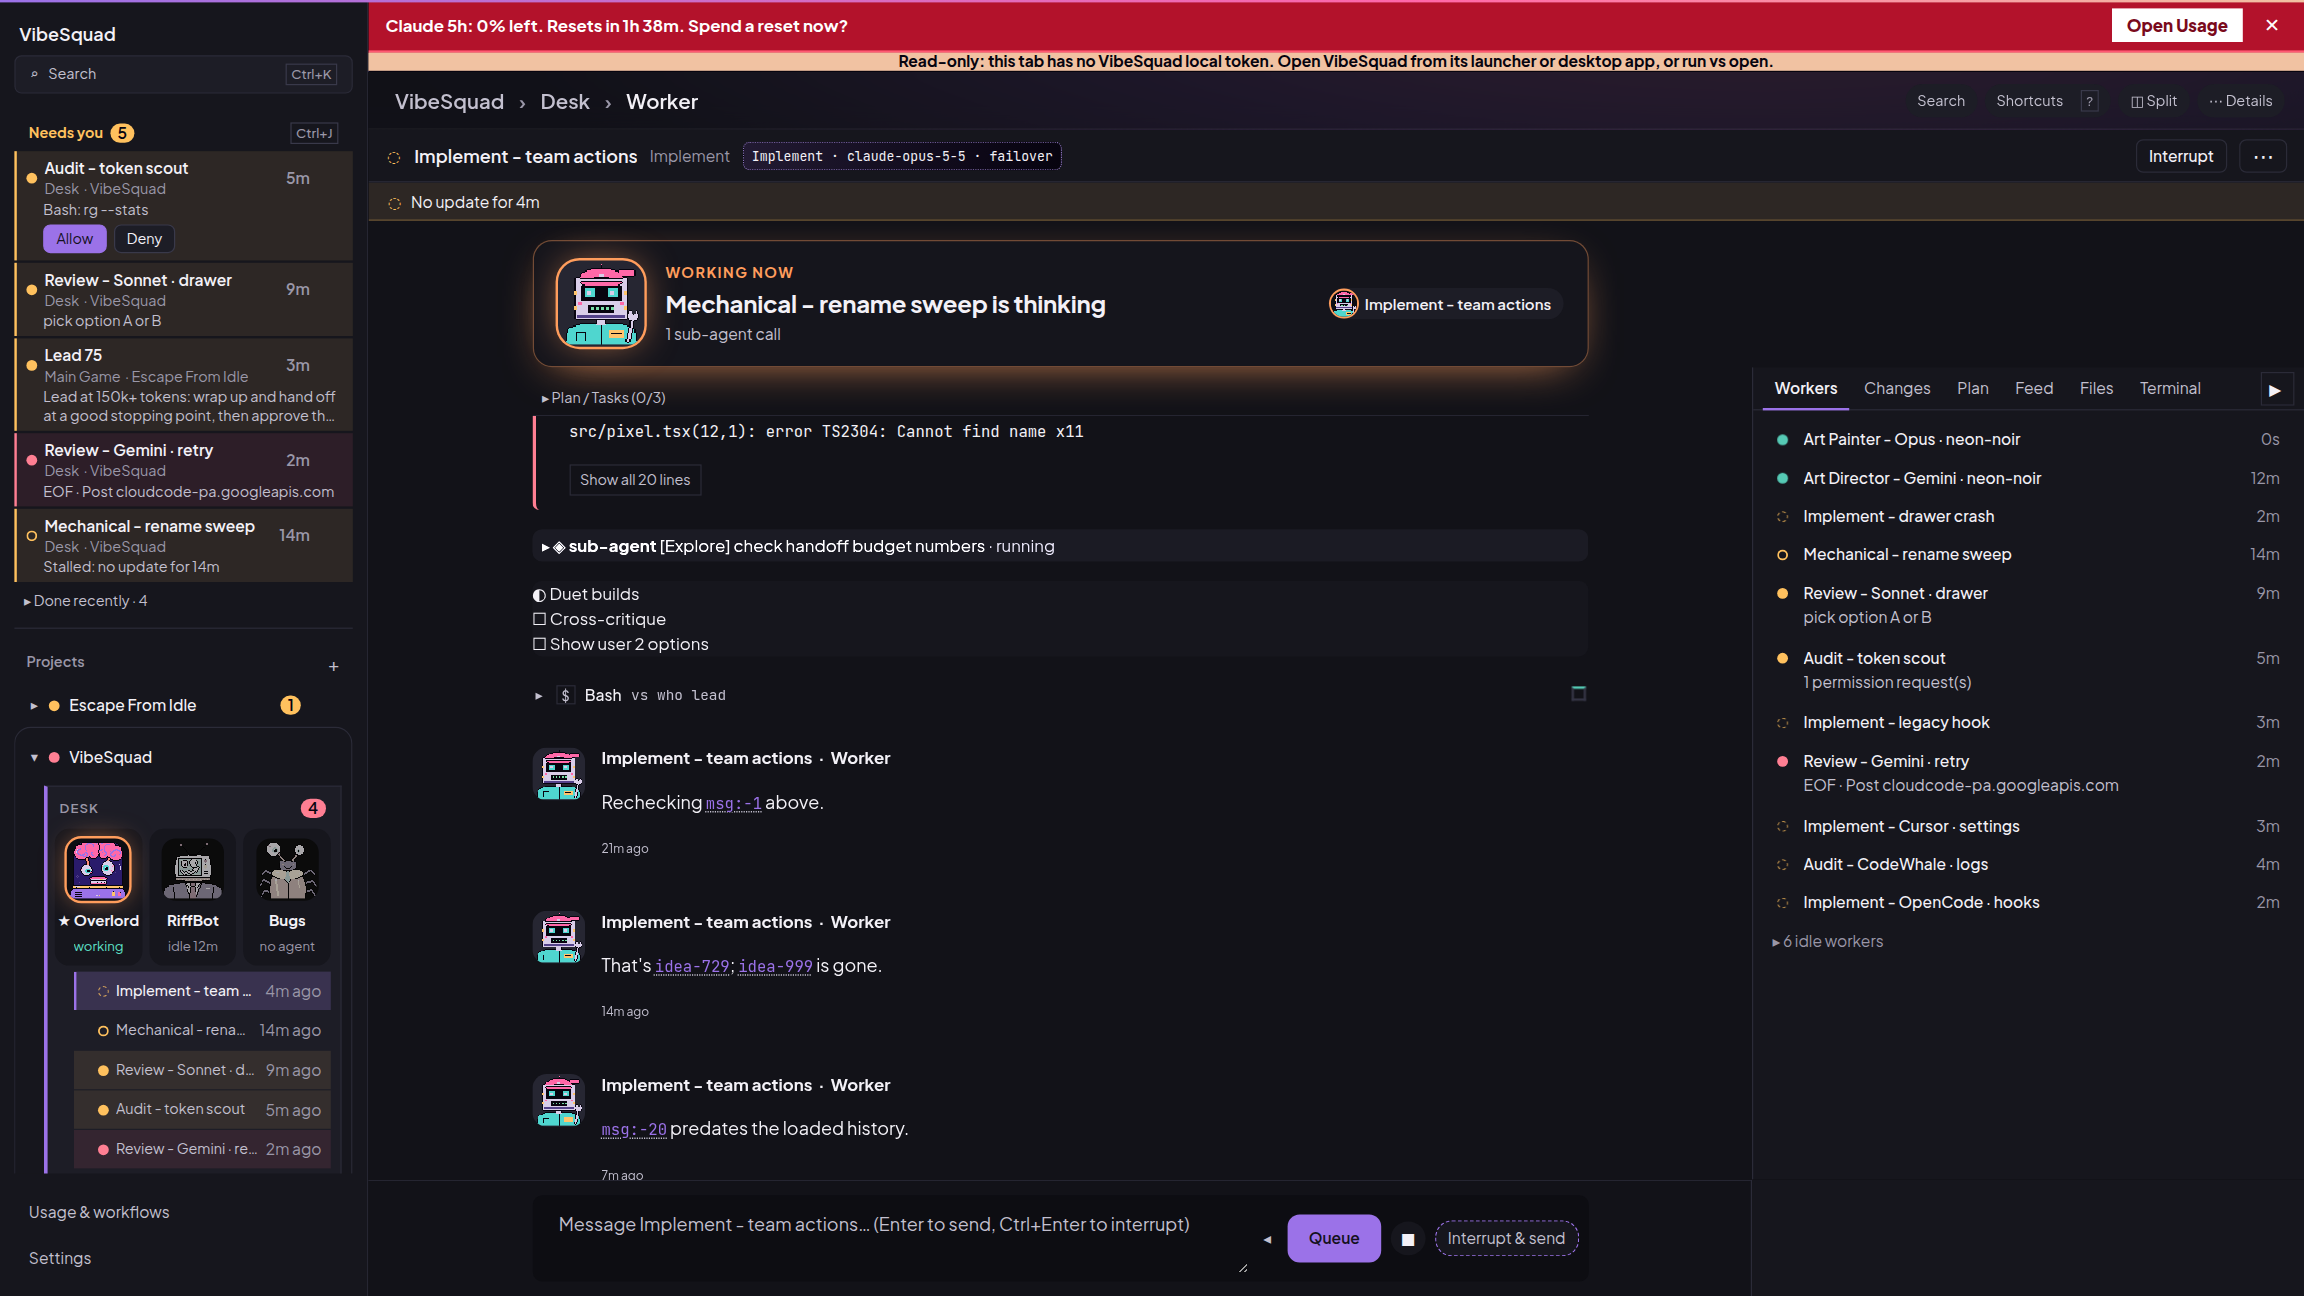 VibeSquad
Search Ctrl+K
Needs you 5 Ctrl+J
Audit - token scout 5m
Desk · VibeSquad
Bash: rg --stats
Allow Deny
Review - Sonnet · drawer 9m
Desk · VibeSquad
pick option A or B
Lead 75 3m
Main Game · Escape From Idle
Lead at 150k+ tokens: wrap up and hand off
at a good stopping point, then approve th…
Review - Gemini · retry 2m
Desk · VibeSquad
EOF · Post cloudcode-pa.googleapis.com
Mechanical - rename sweep 14m
Desk · VibeSquad
Stalled: no update for 14m
▸ Done recently · 4
Projects +
▸ Escape From Idle 1
▾ VibeSquad
DESK 4
★ Overlord RiffBot Bugs
working idle 12m no agent
Implement - team … 4m ago
Mechanical - rena… 14m ago
Review - Sonnet · d… 9m ago
Audit - token scout 5m ago
Review - Gemini · re… 2m ago
Usage & workflows
Settings
Claude 5h: 0% left. Resets in 1h 38m. Spend a reset now? Open Usage ✕
Read-only: this tab has no VibeSquad local token. Open VibeSquad from its launcher or desktop app, or run vs open.
VibeSquad › Desk › Worker Search Shortcuts ? Split ⋯ Details
Implement - team actions Implement Implement · claude-opus-5-5 · failover Interrupt ⋯
No update for 4m
WORKING NOW
Mechanical - rename sweep is thinking
1 sub-agent call
Implement - team actions
▸ Plan / Tasks (0/3)
src/pixel.tsx(12,1): error TS2304: Cannot find name x11
Show all 20 lines
▸ ◈ sub-agent [Explore] check handoff budget numbers · running
◐ Duet builds
☐ Cross-critique
☐ Show user 2 options
▸ $ Bash vs who lead
Implement - team actions · Worker
Rechecking msg:-1 above.
21m ago
Implement - team actions · Worker
That's idea-729; idea-999 is gone.
14m ago
Implement - team actions · Worker
msg:-20 predates the loaded history.
7m ago
Message Implement - team actions… (Enter to send, Ctrl+Enter to interrupt)
◂ Queue ■ Interrupt & send
Workers Changes Plan Feed Files Terminal ▶
Art Painter - Opus · neon-noir 0s
Art Director - Gemini · neon-noir 12m
Implement - drawer crash 2m
Mechanical - rename sweep 14m
Review - Sonnet · drawer 9m
pick option A or B
Audit - token scout 5m
1 permission request(s)
Implement - legacy hook 3m
Review - Gemini · retry 2m
EOF · Post cloudcode-pa.googleapis.com
Implement - Cursor · settings 3m
Audit - CodeWhale · logs 4m
Implement - OpenCode · hooks 2m
▸ 6 idle workers